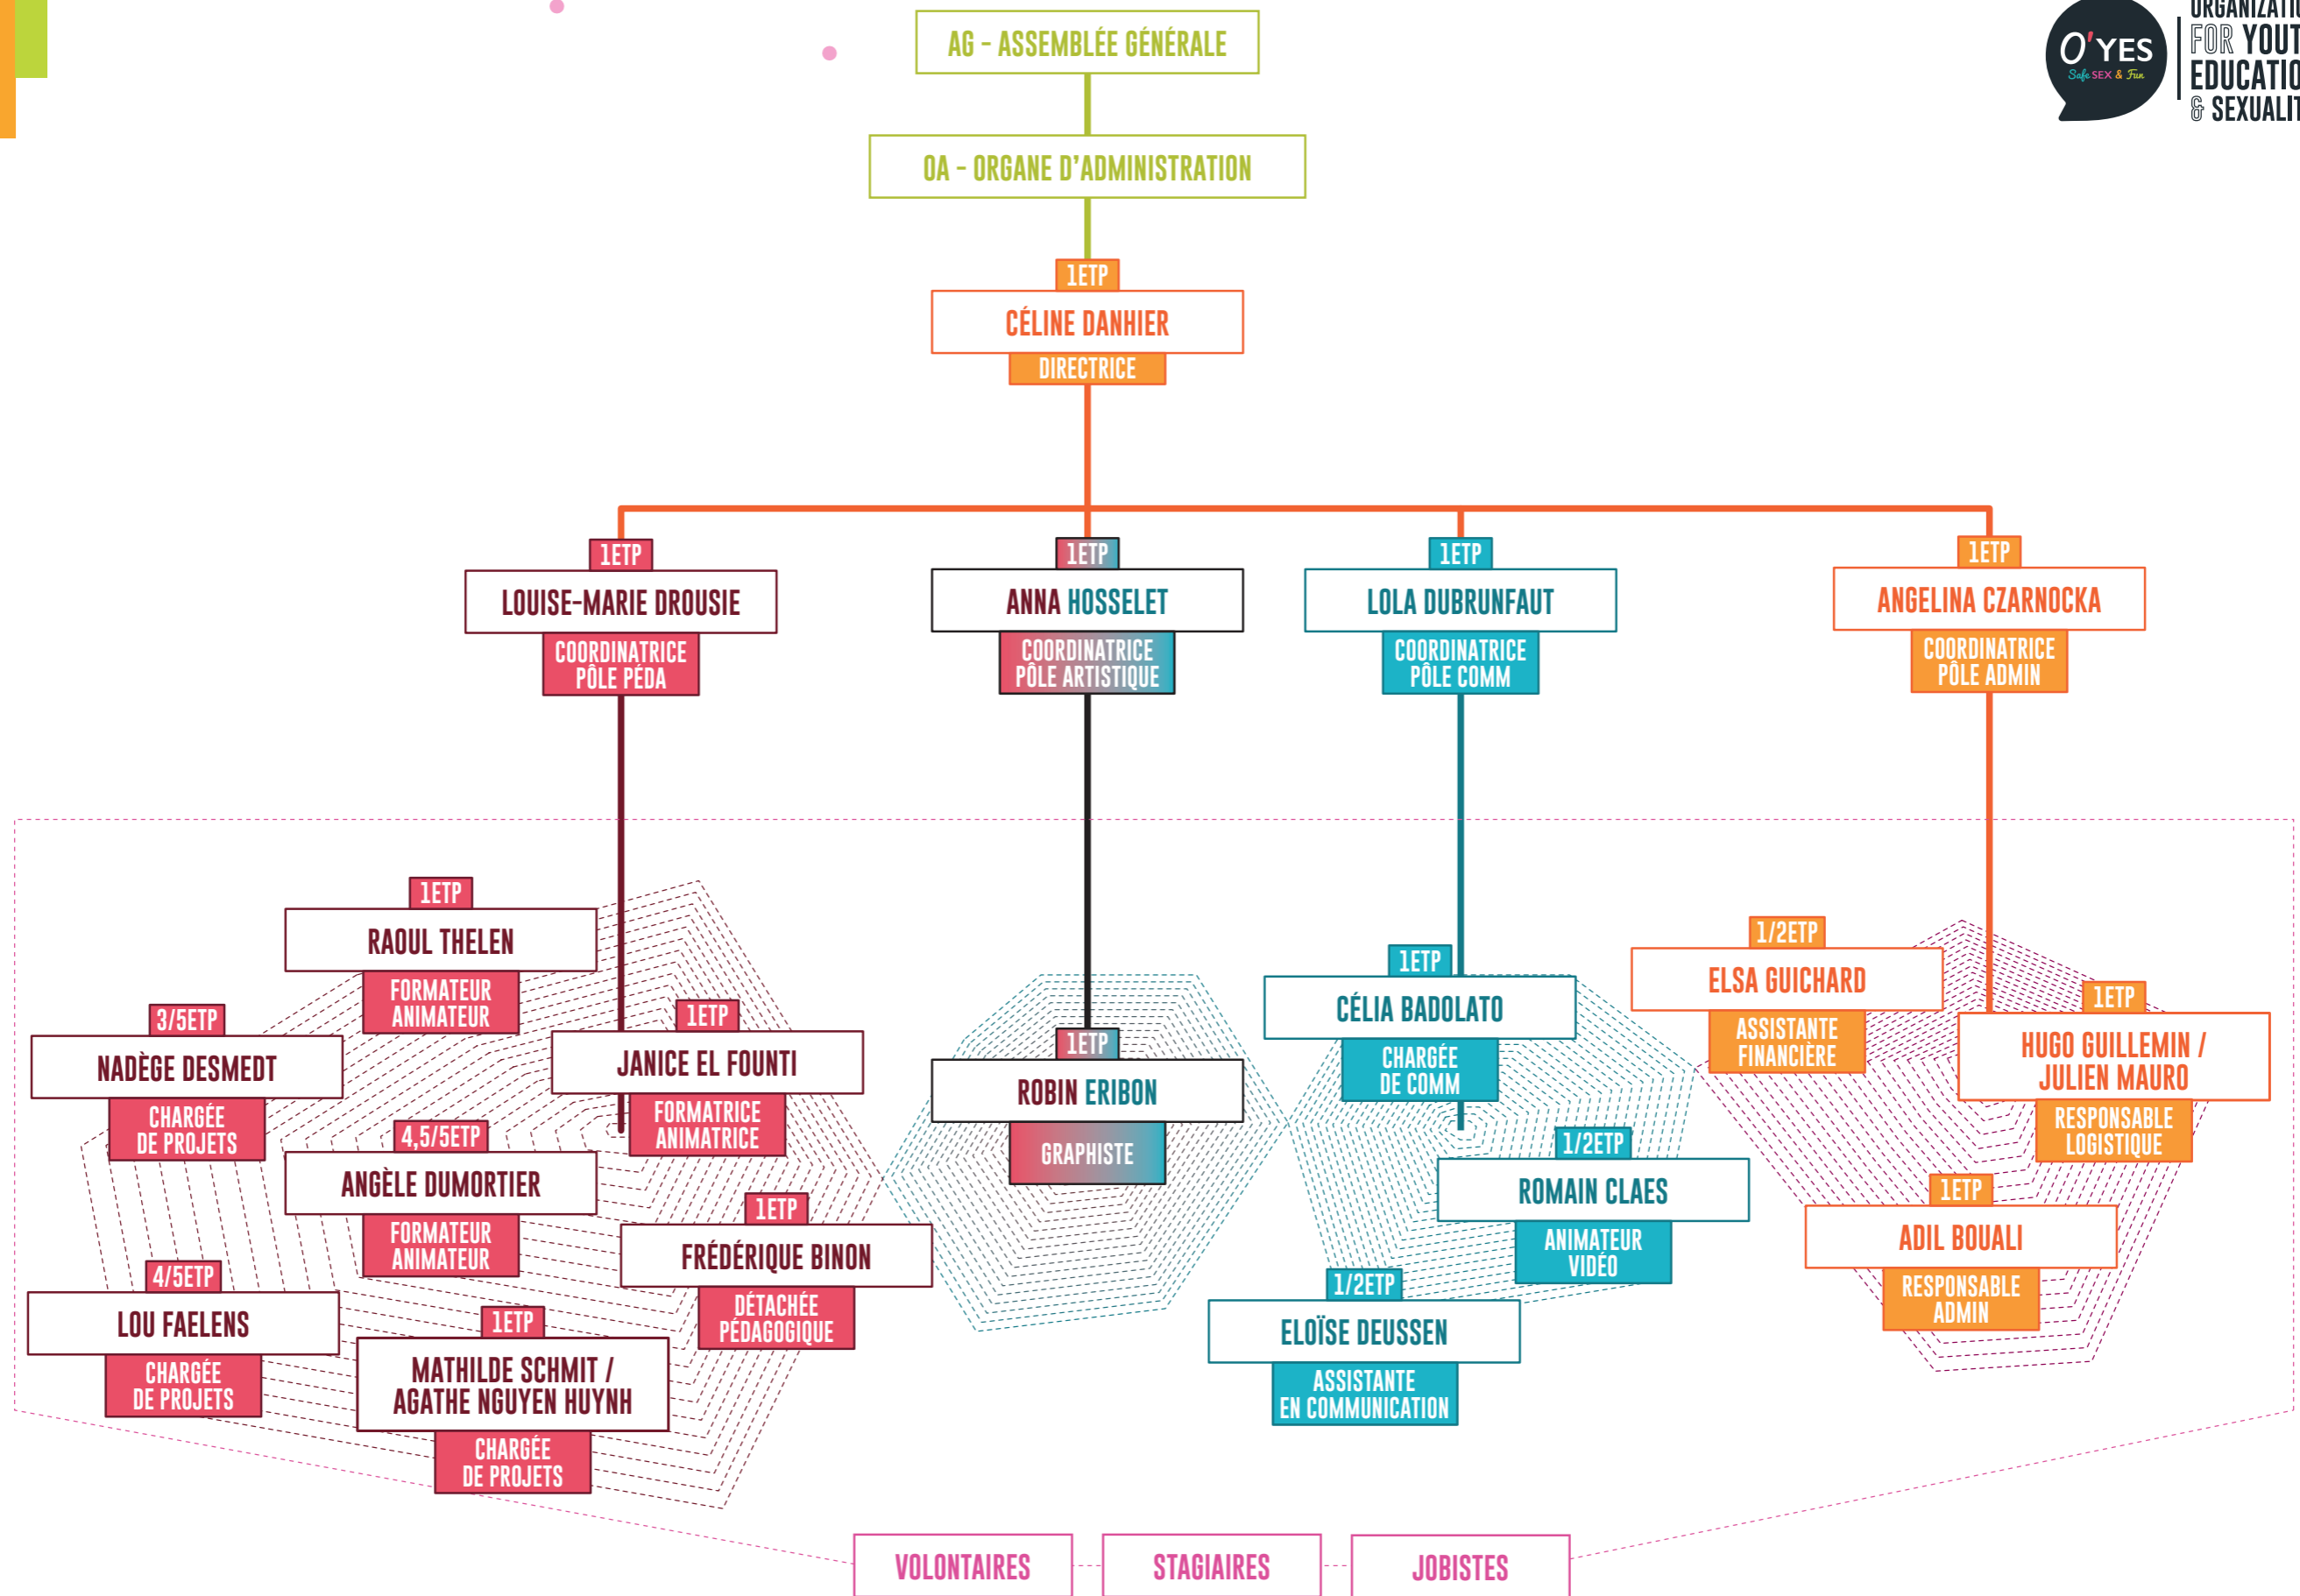 AG - ASSEMBLÉE GÉNÉRALE
O'YES
Safe SEX & Fun
FOR
& 
OA - ORGANE D'ADMINISTRATION
1ETP
CÉLINE DANHIER
DIRECTRICE
1ETP
LOUISE-MARIE DROUSIE
COORDINATRICE
PÔLE PÉDA
1ETP
ANNA HOSSELET
COORDINATRICE
PÔLE ARTISTIQUE
1ETP
LOLA DUBRUNFAUT
COORDINATRICE
PÔLE COMM
1ETP
ANGELINA CZARNOCKA
COORDINATRICE
PÔLE ADMIN
1ETP
RAOUL THELEN
FORMATEUR
ANIMATEUR
3/5ETP
NADÈGE DESMEDT
CHARGÉE
DE PROJETS
1ETP
JANICE EL FOUNTI
FORMATRICE
ANIMATRICE
4,5/5ETP
ANGÈLE DUMORTIER
FORMATEUR
ANIMATEUR
1ETP
FRÉDÉRIQUE BINON
DÉTACHÉE
PÉDAGOGIQUE
4/5ETP
LOU FAELENS
CHARGÉE
DE PROJETS
1ETP
MATHILDE SCHMIT /
AGATHE NGUYEN HUYNH
CHARGÉE
DE PROJETS
1ETP
ROBIN ERIBON
GRAPHISTE
1ETP
CÉLIA BADOLATO
CHARGÉE
DE COMM
1/2ETP
ROMAIN CLAES
ANIMATEUR
VIDÉO
1/2ETP
ELOÏSE DEUSSEN
ASSISTANTE
EN COMMUNICATION
1/2ETP
ELSA GUICHARD
ASSISTANTE
FINANCIÈRE
1ETP
HUGO GUILLEMIN /
JULIEN MAURO
RESPONSABLE
LOGISTIQUE
1ETP
ADIL BOUALI
RESPONSABLE
ADMIN
VOLONTAIRES
STAGIAIRES
JOBISTES